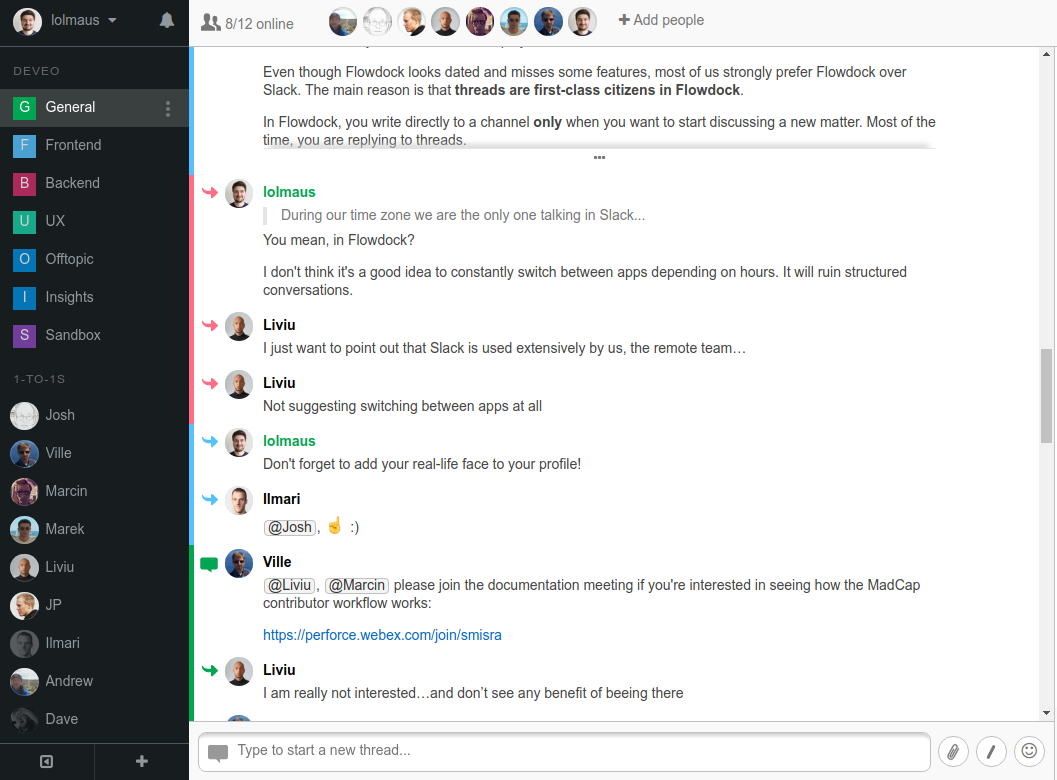 lolmaus
DEVEO
G General
F Frontend
B Backend
U UX
O Offtopic
I Insights
S Sandbox
1-TO-1S
Josh
Ville
Marcin
Marek
Liviu
JP
Ilmari
Andrew
Dave
8/12 online
Add people
Even though Flowdock looks dated and misses some features, most of us strongly prefer Flowdock over
Slack. The main reason is that threads are first-class citizens in Flowdock.
In Flowdock, you write directly to a channel only when you want to start discussing a new matter. Most of the
time, you are replying to threads.
lolmaus
During our time zone we are the only one talking in Slack...
You mean, in Flowdock?
I don't think it's a good idea to constantly switch between apps depending on hours. It will ruin structured
conversations.
Liviu
I just want to point out that Slack is used extensively by us, the remote team…
Liviu
Not suggesting switching between apps at all
lolmaus
Don't forget to add your real-life face to your profile!
Ilmari
@Josh, ☝ :)
Ville
@Liviu, @Marcin please join the documentation meeting if you're interested in seeing how the MadCap
contributor workflow works:
https://perforce.webex.com/join/smisra
Liviu
I am really not interested…and don’t see any benefit of beeing there
Type to start a new thread...